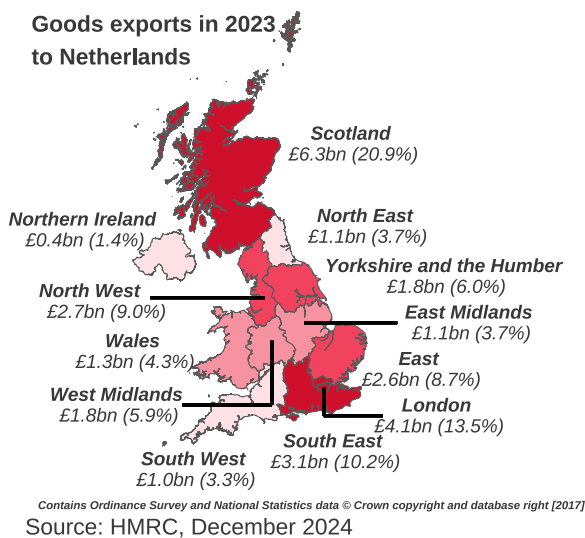 Goods exports in 2023
to Netherlands
Scotland
£6.3bn (20.9%)
Northern Ireland
£0.4bn (1.4%)
North East
£1.1bn (3.7%)
Yorkshire and the Humber
£1.8bn (6.0%)
North West
£2.7bn (9.0%)
East Midlands
£1.1bn (3.7%)
Wales
£1.3bn (4.3%)
East
£2.6bn (8.7%)
West Midlands
£1.8bn (5.9%)
London
£4.1bn (13.5%)
South East
£3.1bn (10.2%)
South West
£1.0bn (3.3%)
Contains Ordinance Survey and National Statistics data © Crown copyright and database right [2017]
Source: HMRC, December 2024